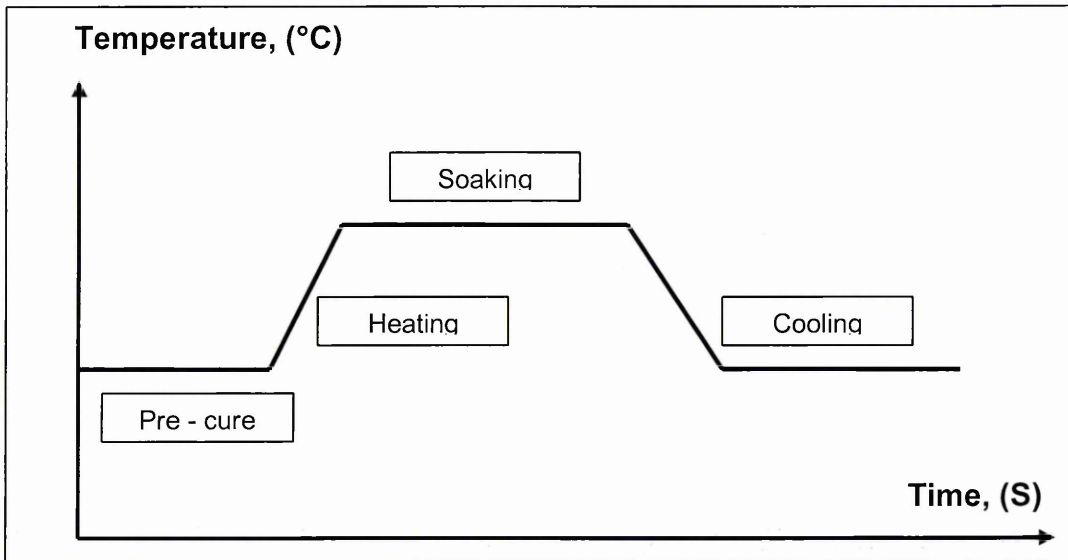 Temperature, (°C)
Soaking
Heating
Cooling
Pre - cure
Time, (S)